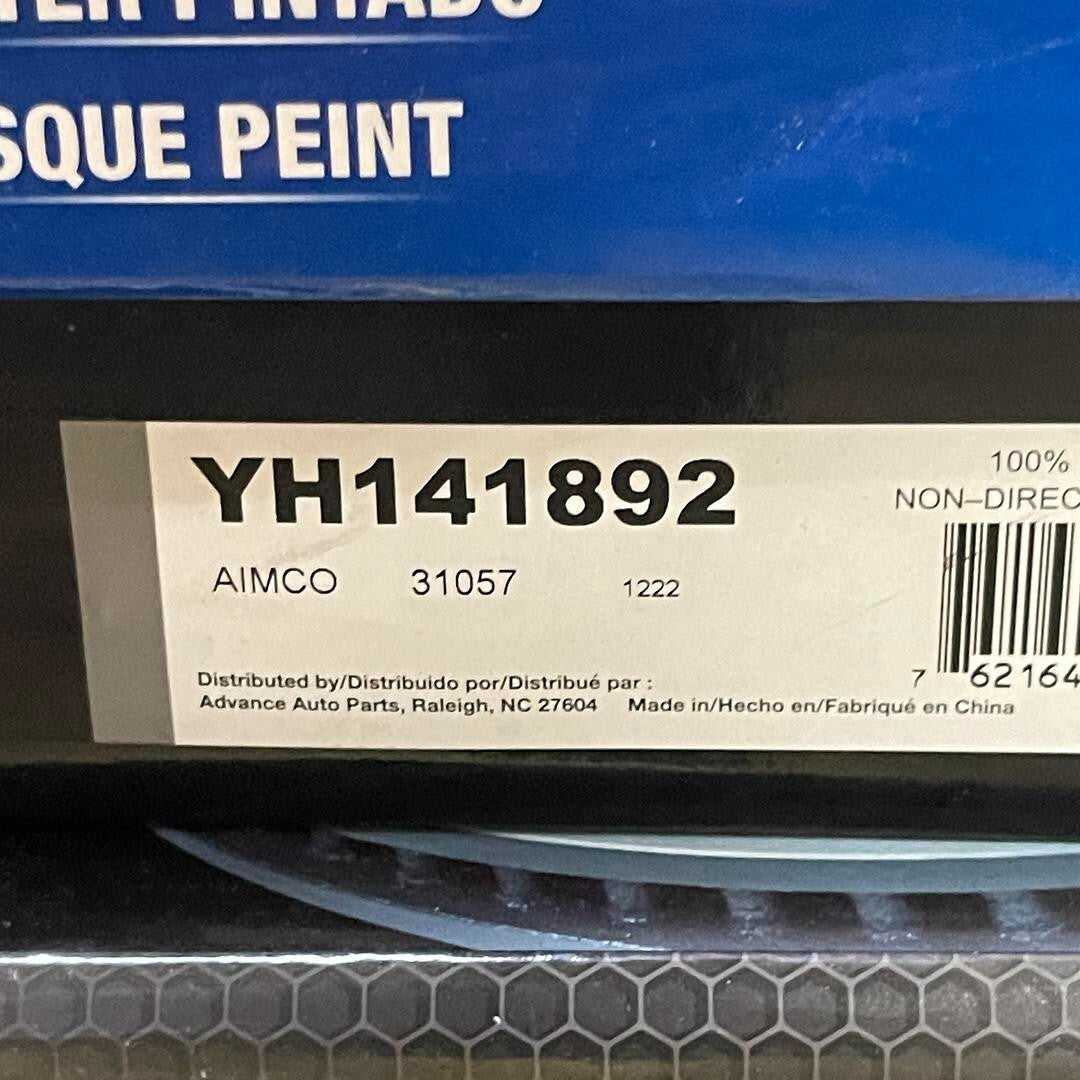 PINTADO
SQUE PEINT
YH141892
100%
NON-DIREC
AIMCO 31057 1222
7 62164
Distributed by/Distribuido por/Distribué par :
Advance Auto Parts, Raleigh, NC 27604 Made in/Hecho en/Fabriqué en China